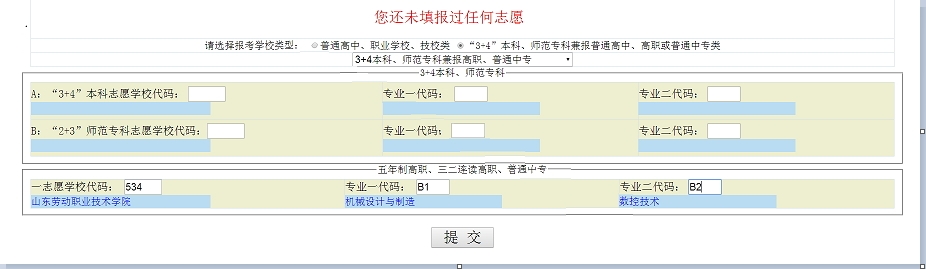 您还未填报过任何志愿
请选择报考学校类型： 普通高中、职业学校、技校类 “3+4”本科、师范专科兼报普通高中、高职或普通中专类
3+4本科、师范专科兼报高职、普通中专
3+4本科、师范专科
A：“3+4”本科志愿学校代码： 专业一代码： 专业二代码：
B：“2+3”师范专科志愿学校代码： 专业一代码： 专业二代码：
五年制高职、三二连读高职、普通中专
一志愿学校代码： 534 专业一代码： B1 专业二代码： B2
山东劳动职业技术学院 机械设计与制造 数控技术
提 交